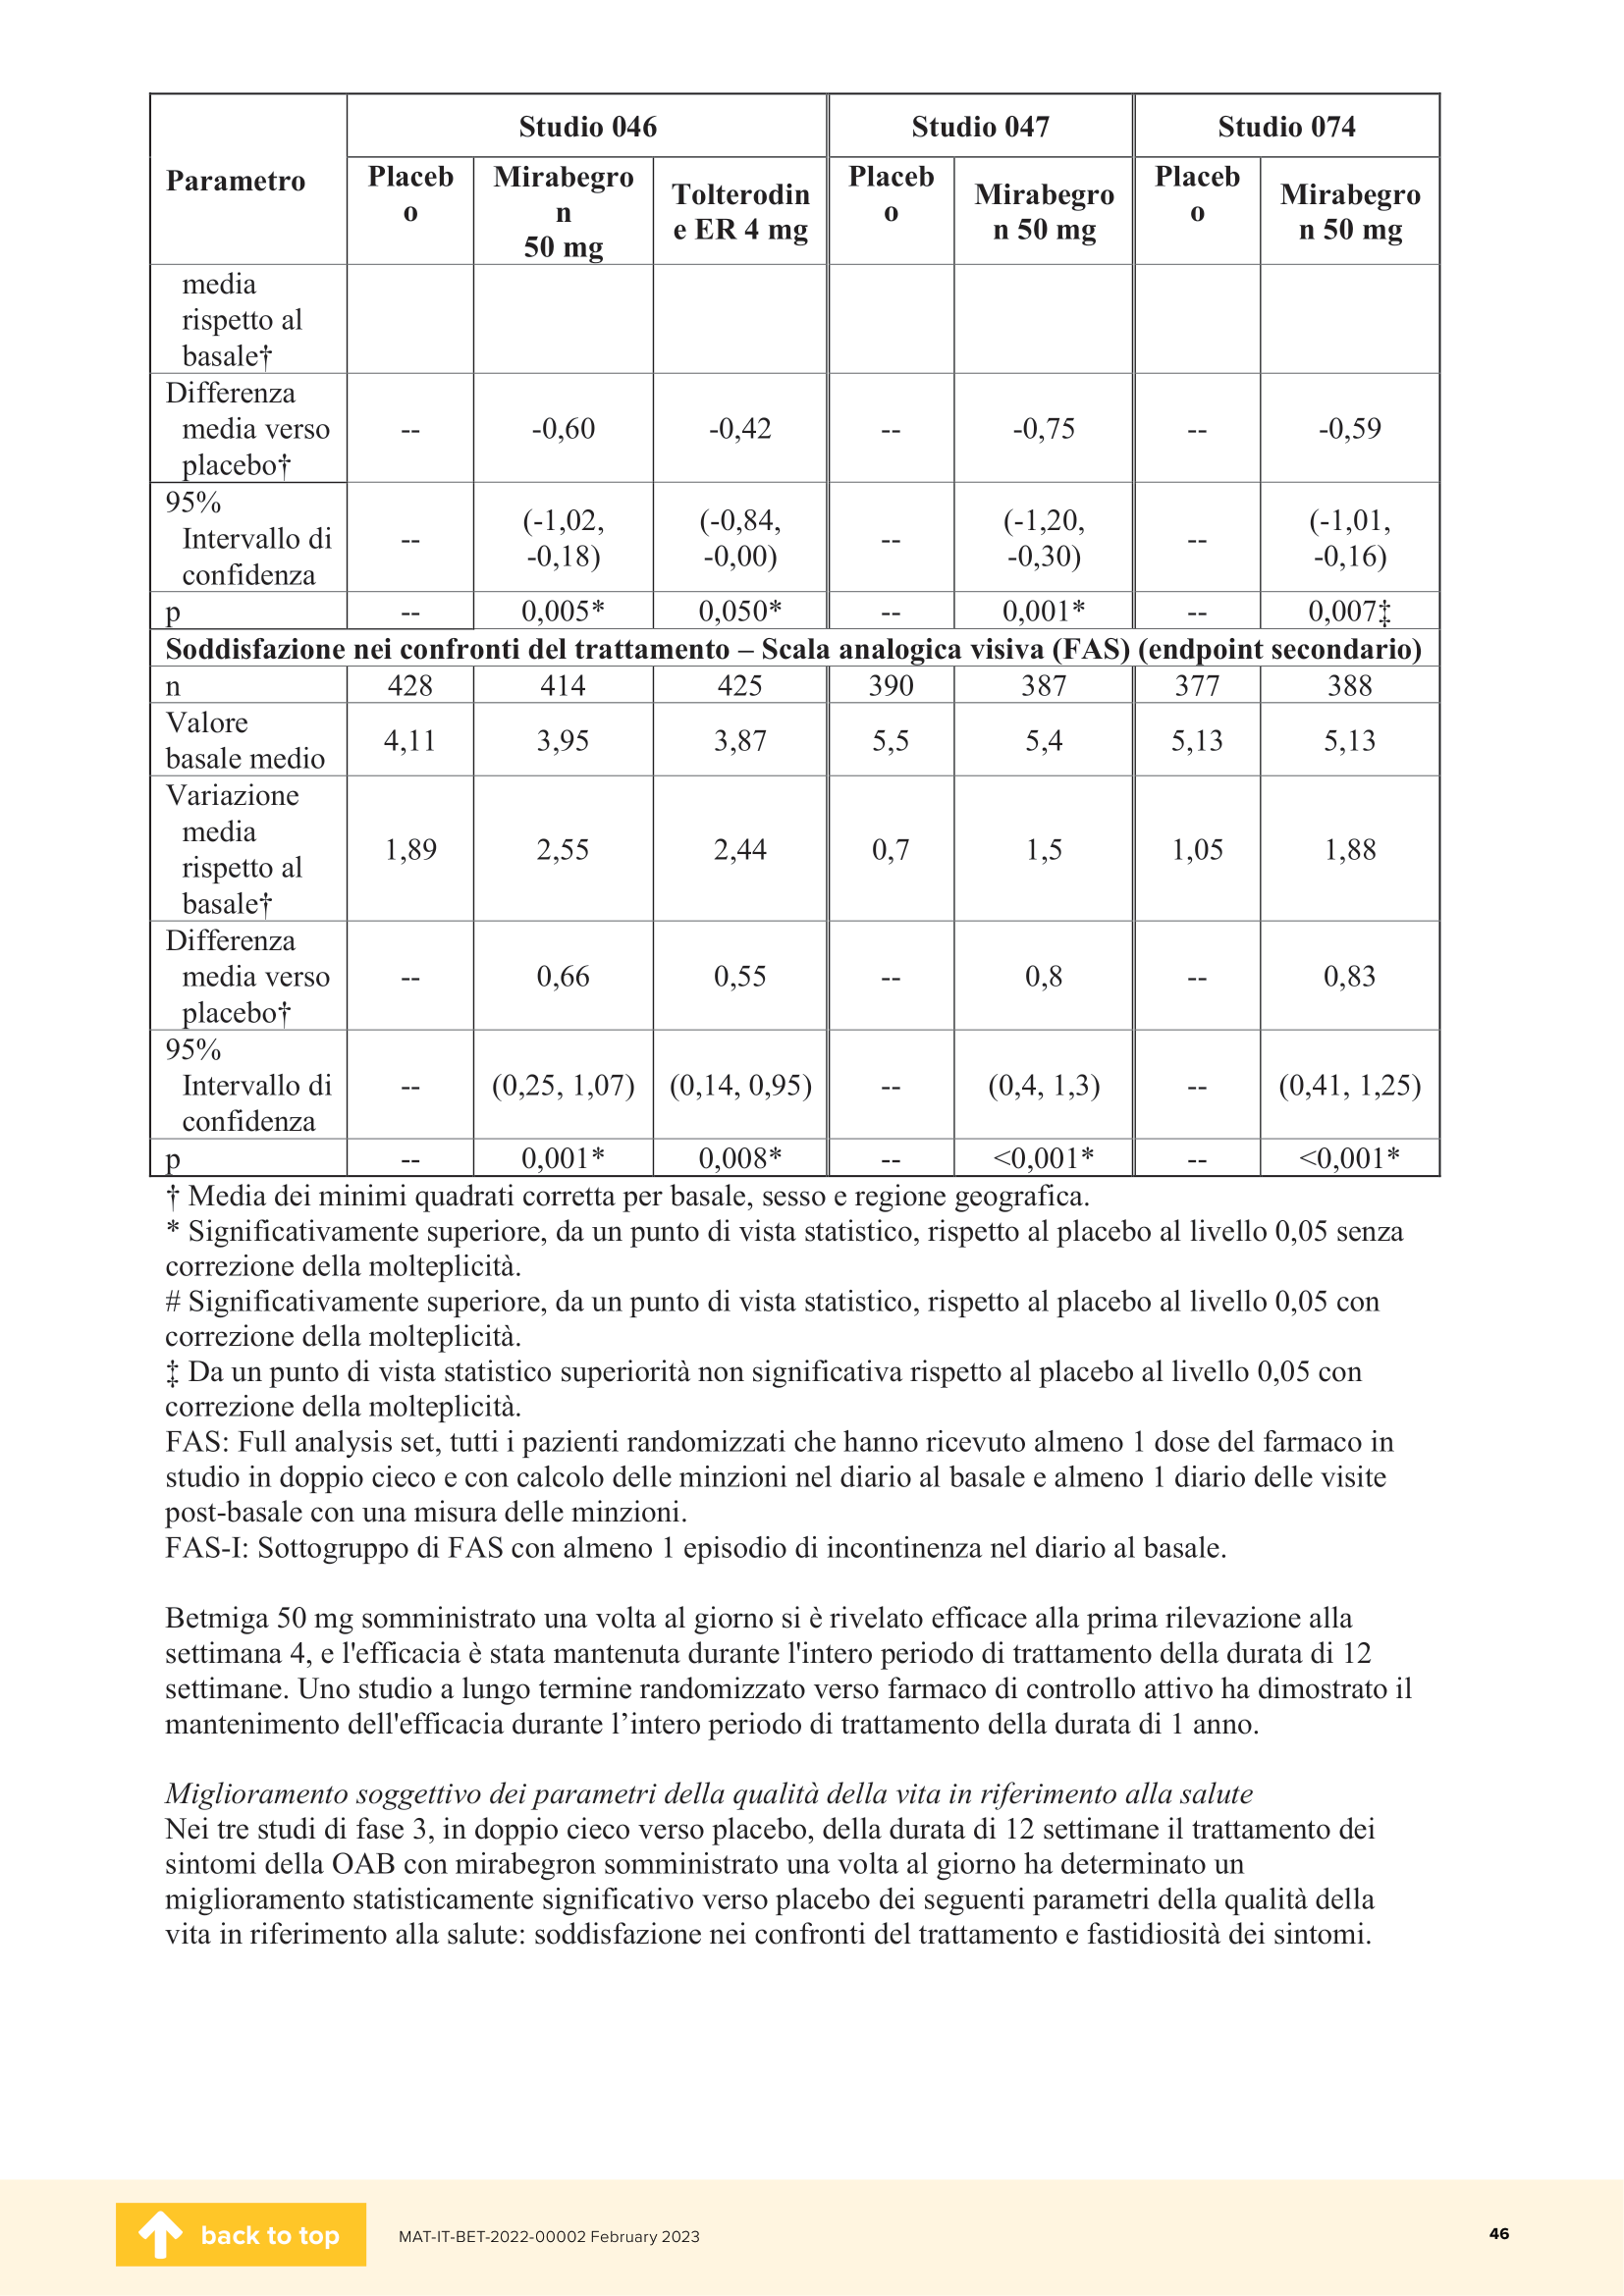 Parametro
Studio 046
Studio 047
Studio 074
Placeb
o
Mirabegro
n
50 mg
Tolterodin
e ER 4 mg
Placeb
o
Mirabegro
n 50 mg
Placeb
o
Mirabegro
n 50 mg
media
rispetto al
basale†
Differenza
media verso
placebo†
-- -0,60 -0,42 -- -0,75 -- -0,59
95%
Intervallo di
confidenza
-- (-1,02, -0,18) (-0,84, -0,00) -- (-1,20, -0,30) -- (-1,01, -0,16)
p -- 0,005* 0,050* -- 0,001* -- 0,007‡
Soddisfazione nei confronti del trattamento – Scala analogica visiva (FAS) (endpoint secondario)
n 428 414 425 390 387 377 388
Valore
basale medio
4,11 3,95 3,87 5,5 5,4 5,13 5,13
Variazione
media
rispetto al
basale†
1,89 2,55 2,44 0,7 1,5 1,05 1,88
Differenza
media verso
placebo†
-- 0,66 0,55 -- 0,8 -- 0,83
95%
Intervallo di
confidenza
-- (0,25, 1,07) (0,14, 0,95) -- (0,4, 1,3) -- (0,41, 1,25)
p -- 0,001* 0,008* -- <0,001* -- <0,001*
† Media dei minimi quadrati corretta per basale, sesso e regione geografica.
* Significativamente superiore, da un punto di vista statistico, rispetto al placebo al livello 0,05 senza
correzione della molteplicità.
# Significativamente superiore, da un punto di vista statistico, rispetto al placebo al livello 0,05 con
correzione della molteplicità.
‡ Da un punto di vista statistico superiorità non significativa rispetto al placebo al livello 0,05 con
correzione della molteplicità.
FAS: Full analysis set, tutti i pazienti randomizzati che hanno ricevuto almeno 1 dose del farmaco in
studio in doppio cieco e con calcolo delle minzioni nel diario al basale e almeno 1 diario delle visite
post-basale con una misura delle minzioni.
FAS-I: Sottogruppo di FAS con almeno 1 episodio di incontinenza nel diario al basale.
Betmiga 50 mg somministrato una volta al giorno si è rivelato efficace alla prima rilevazione alla
settimana 4, e l'efficacia è stata mantenuta durante l'intero periodo di trattamento della durata di 12
settimane. Uno studio a lungo termine randomizzato verso farmaco di controllo attivo ha dimostrato il
mantenimento dell'efficacia durante l’intero periodo di trattamento della durata di 1 anno.
Miglioramento soggettivo dei parametri della qualità della vita in riferimento alla salute
Nei tre studi di fase 3, in doppio cieco verso placebo, della durata di 12 settimane il trattamento dei
sintomi della OAB con mirabegron somministrato una volta al giorno ha determinato un
miglioramento statisticamente significativo verso placebo dei seguenti parametri della qualità della
vita in riferimento alla salute: soddisfazione nei confronti del trattamento e fastidiosità dei sintomi.
back to top
MAT-IT-BET-2022-00002 February 2023
46